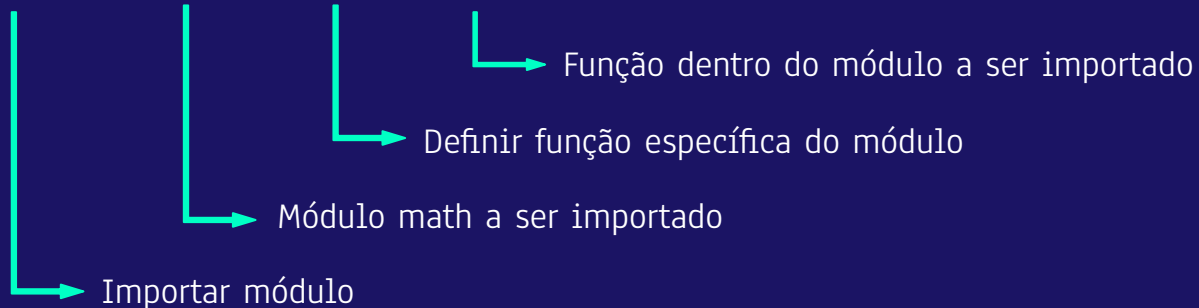 Função dentro do módulo a ser importado
Definir função específica do módulo
Módulo math a ser importado
Importar módulo